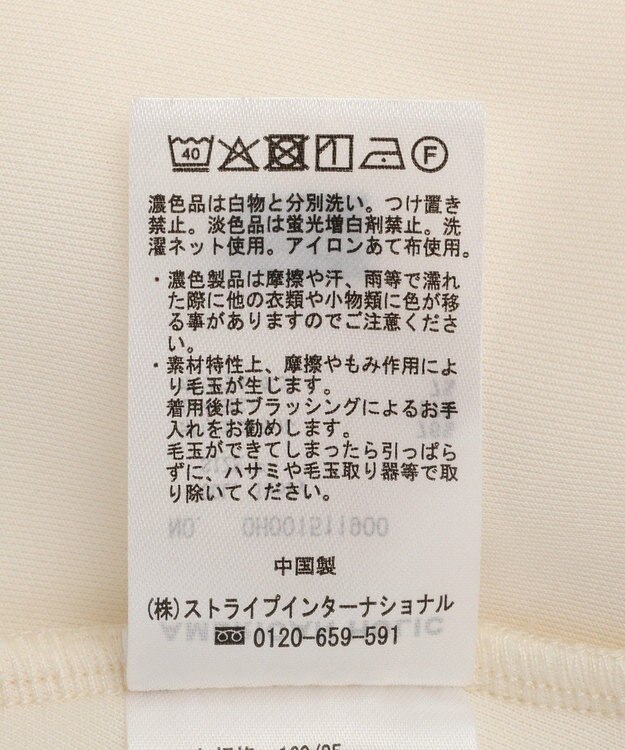 40 F
濃色品は白物と分別洗い。つけ置き
禁止。淡色品は蛍光増白剤禁止。洗
濯ネット使用。アイロンあて布使用。
・濃色製品は摩擦や汗、雨等で濡れ
た際に他の衣類や小物類に色が移
る事がありますのでご注意くださ
い。
・素材特性上、摩擦やもみ作用によ
り毛玉が生じます。
着用後はブラッシングによるお手
入れをお勧めします。
毛玉ができてしまったら引っぱら
ずに、ハサミや毛玉取り器等で取
り除いてください。
NO. OH001511900
中国製
(株)ストライプインターナショナル
AMERICAN HOLIC
0120-659-591